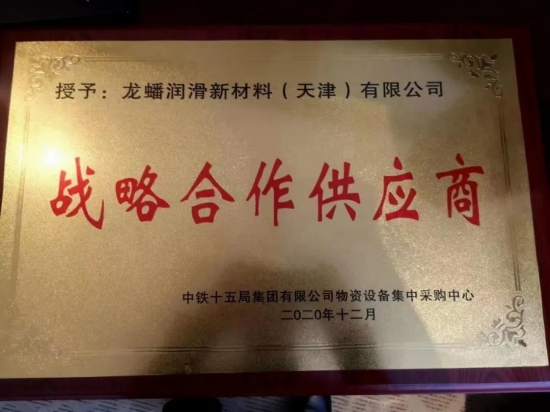 授予：龙蟠润滑新材料（天津）有限公司
战略合作供应商
中铁十五局集团有限公司物资设备集中采购中心
二〇二〇年十二月